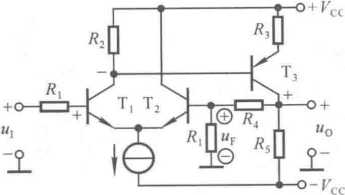 +V_CC
R_2
R_3
−
T_3
R_1
+
T_1
T_2
+
+
⊕
R_4
+
u_I
R_1
u_F
R_5
u_O
−
⊖
−
−V_CC